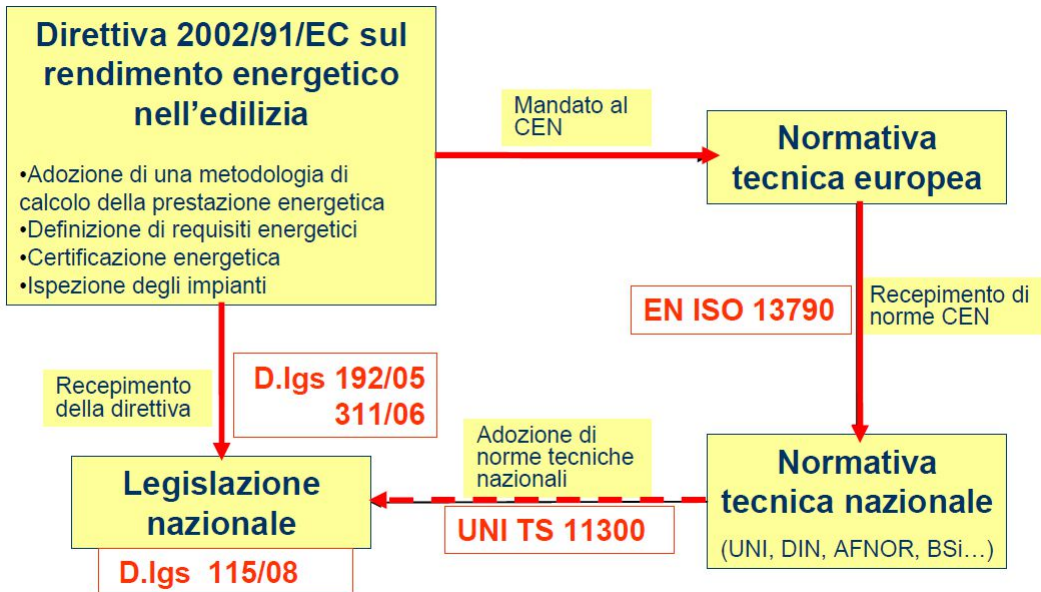 Direttiva 2002/91/EC sul
rendimento energetico
nell'edilizia
•Adozione di una metodologia di
calcolo della prestazione energetica
•Definizione di requisiti energetici
•Certificazione energetica
•Ispezione degli impianti
Mandato al
CEN
Normativa
tecnica europea
EN ISO 13790
Recepimento di
norme CEN
Recepimento
della direttiva
D.lgs 192/05
311/06
Adozione di
norme tecniche
nazionali
UNI TS 11300
Normativa
tecnica nazionale
(UNI, DIN, AFNOR, BSi...)
Legislazione
nazionale
D.lgs 115/08